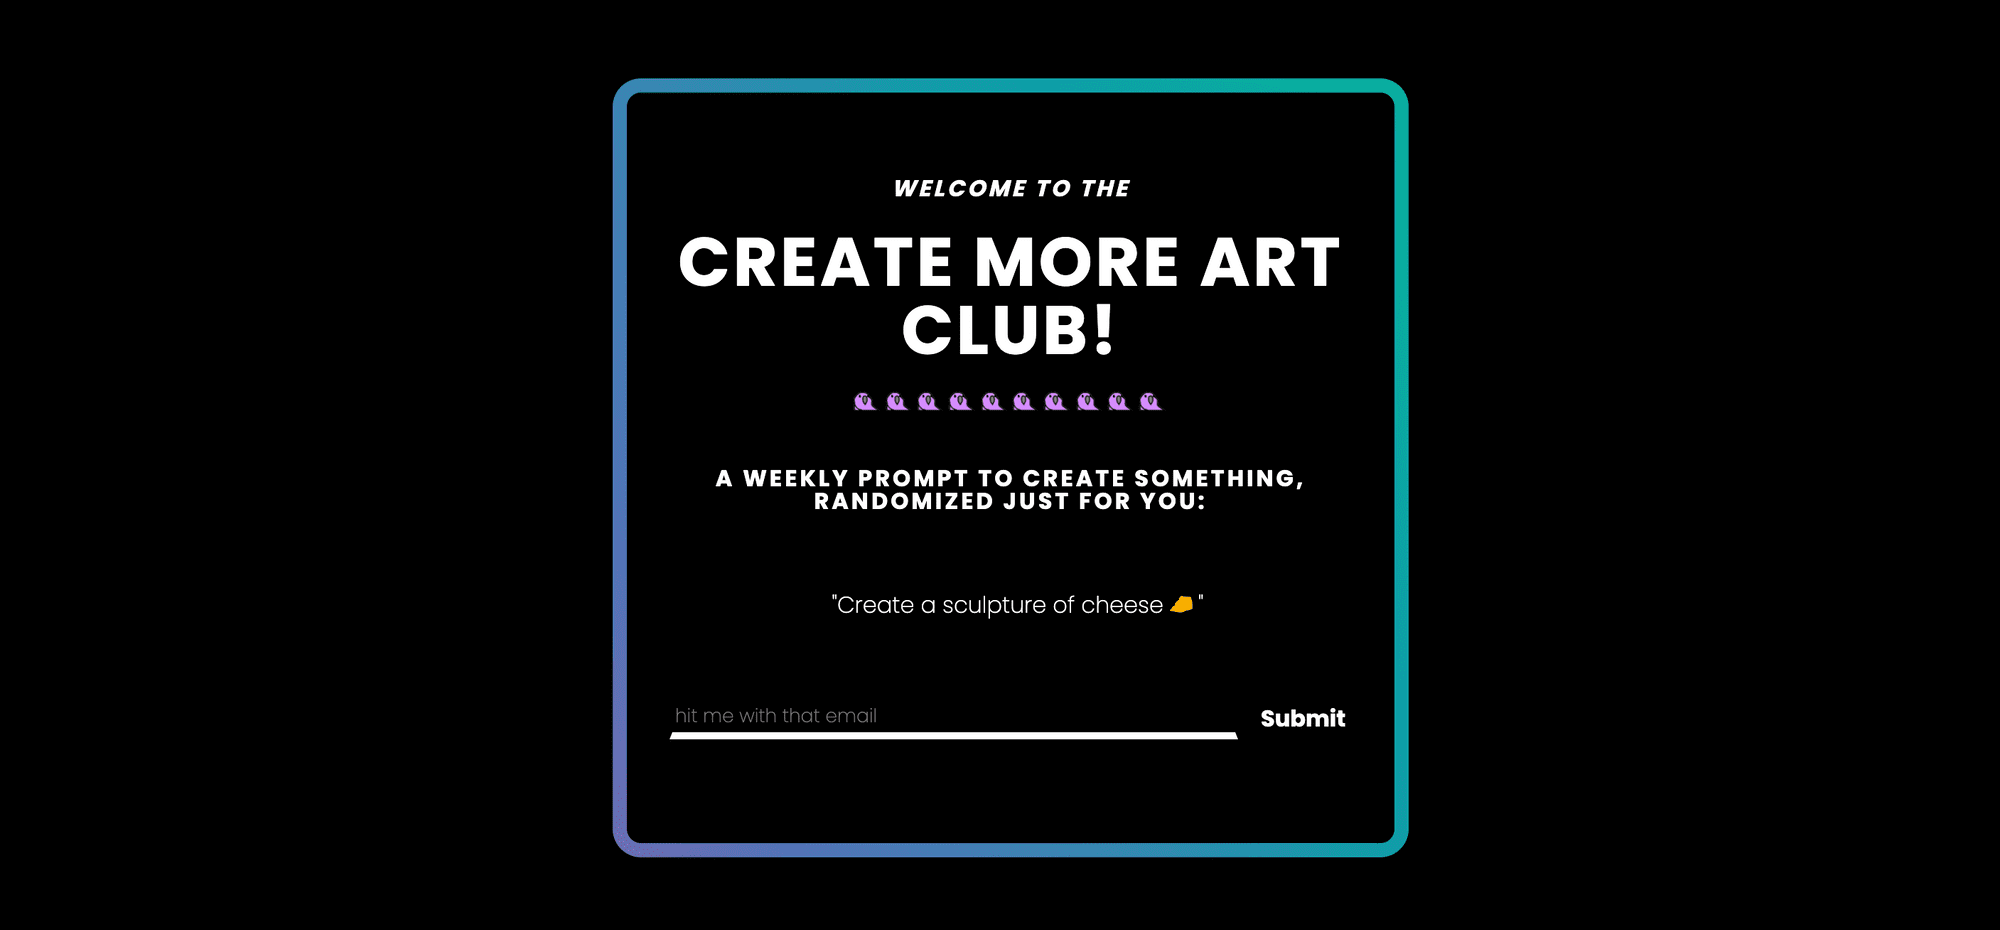 WELCOME TO THE
CREATE MORE ART
CLUB!
A WEEKLY PROMPT TO CREATE SOMETHING,
RANDOMIZED JUST FOR YOU:
"Create a sculpture of cheese 🧀 "
hit me with that email
Submit